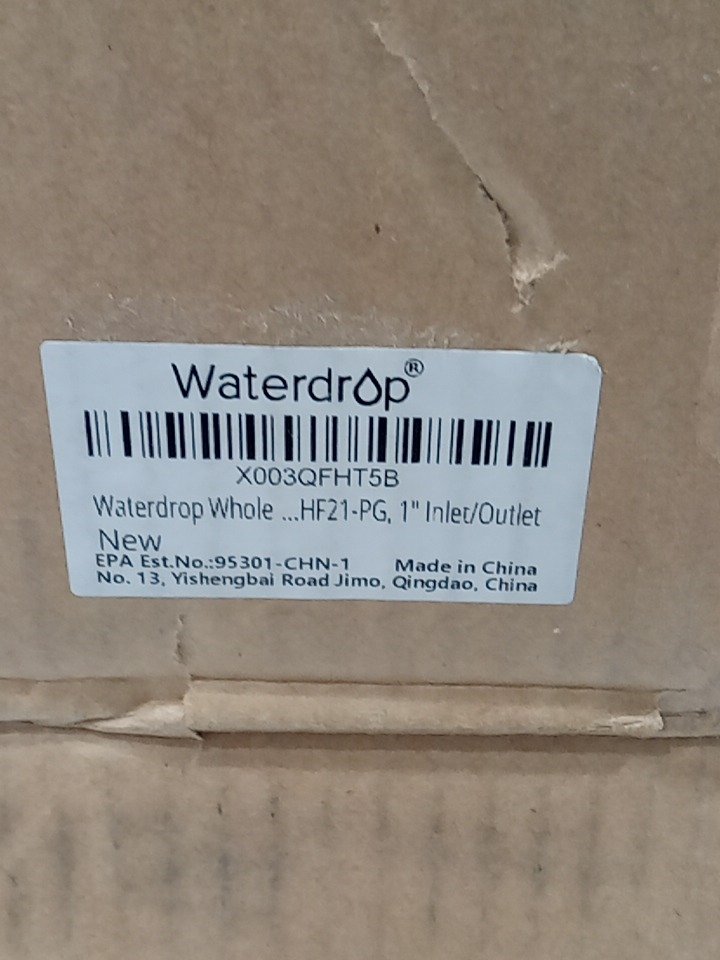 Waterdrop®
X003QFHT5B
Waterdrop Whole ...HF21-PG, 1" Inlet/Outlet
New
EPA Est.No.:95301-CHN-1 Made in China
No. 13, Yishengbai Road Jimo, Qingdao, China